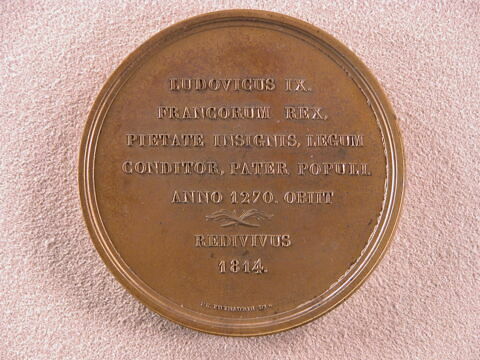 LUDOVICUS IX.
FRANCORUM REX,
PIETATE INSIGNIS, LEGUM
CONDITOR, PATER POPULI.
ANNO 1270. OBIIT
REDIVIVUS
1814.